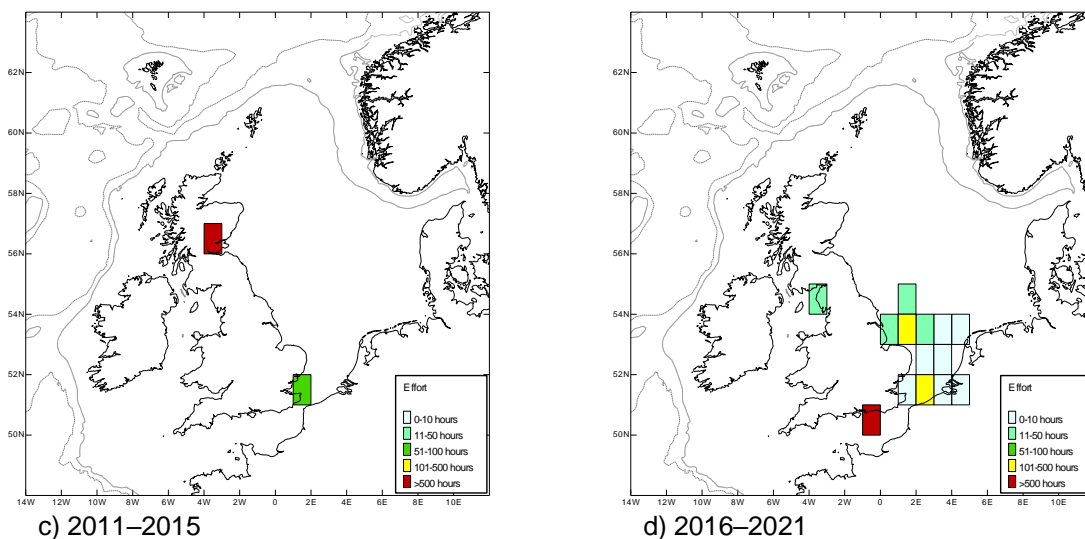 62N
60N
58N
56N
54N
52N
50N
14W 12W 10W 8W 6W 4W 2W 0 2E 4E 6E 8E 10E
Effort
0-10 hours
11-50 hours
51-100 hours
101-500 hours
>500 hours
c) 2011–2015
62N
60N
58N
56N
54N
52N
50N
14W 12W 10W 8W 6W 4W 2W 0 2E 4E 6E 8E 10E
Effort
0-10 hours
11-50 hours
51-100 hours
101-500 hours
>500 hours
d) 2016–2021